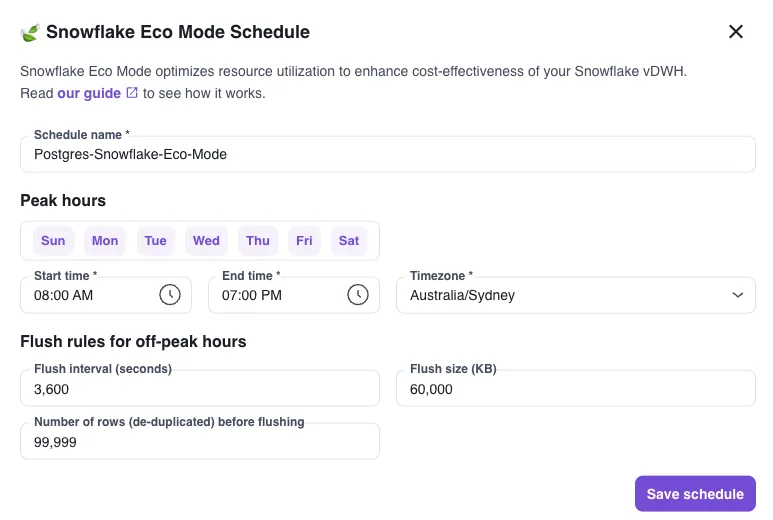 Snowflake Eco Mode Schedule
Snowflake Eco Mode optimizes resource utilization to enhance cost-effectiveness of your Snowflake vDWH.
Read our guide to see how it works.
Schedule name *
Postgres-Snowflake-Eco-Mode
Peak hours
Sun Mon Tue Wed Thu Fri Sat
Start time * End time * Timezone *
08:00 AM 07:00 PM Australia/Sydney
Flush rules for off-peak hours
Flush interval (seconds) Flush size (KB)
3,600 60,000
Number of rows (de-duplicated) before flushing
99,999
Save schedule